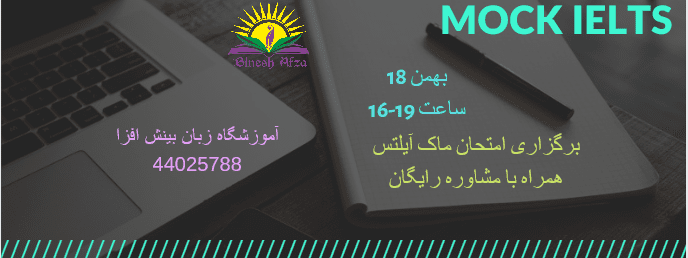 MOCK IELTS
Binesh Afza
18 بهمن
ساعت 16-19
برگزاری امتحان ماک آیلتس
همراه با مشاوره رایگان
آموزشگاه زبان بینش افزا
44025788